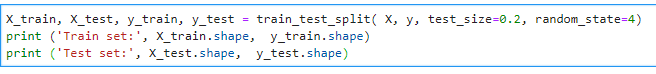 X_train, X_test, y_train, y_test = train_test_split( X, y, test_size=0.2, random_state=4)
print ('Train set:', X_train.shape,  y_train.shape)
print ('Test set:', X_test.shape,  y_test.shape)